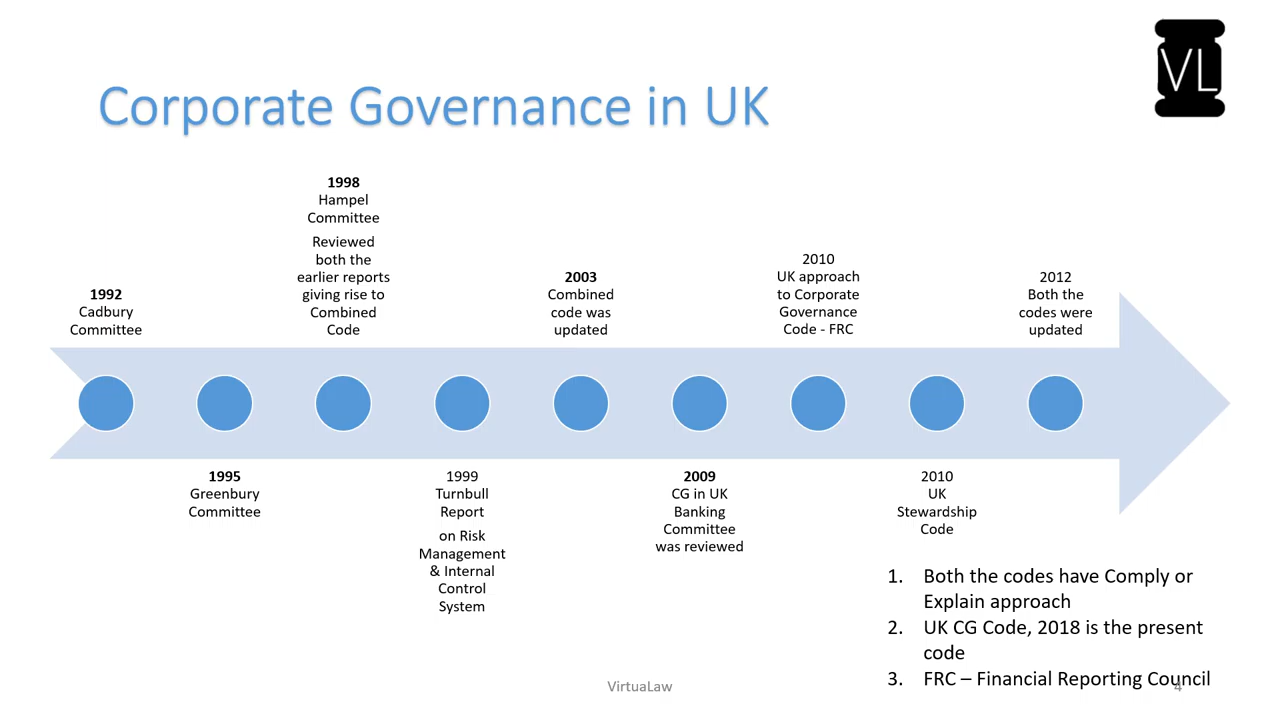 VL
Corporate Governance in UK
1992
Cadbury
Committee
1995
Greenbury
Committee
1998
Hampel
Committee
Reviewed
both the
earlier reports
giving rise to
Combined
Code
1999
Turnbull
Report
on Risk
Management
& Internal
Control
System
2003
Combined
code was
updated
2009
CG in UK
Banking
Committee
was reviewed
2010
UK approach
to Corporate
Governance
Code - FRC
2010
UK
Stewardship
Code
2012
Both the
codes were
updated
1. Both the codes have Comply or
Explain approach
2. UK CG Code, 2018 is the present
code
3. FRC – Financial Reporting Council
VirtuaLaw
4